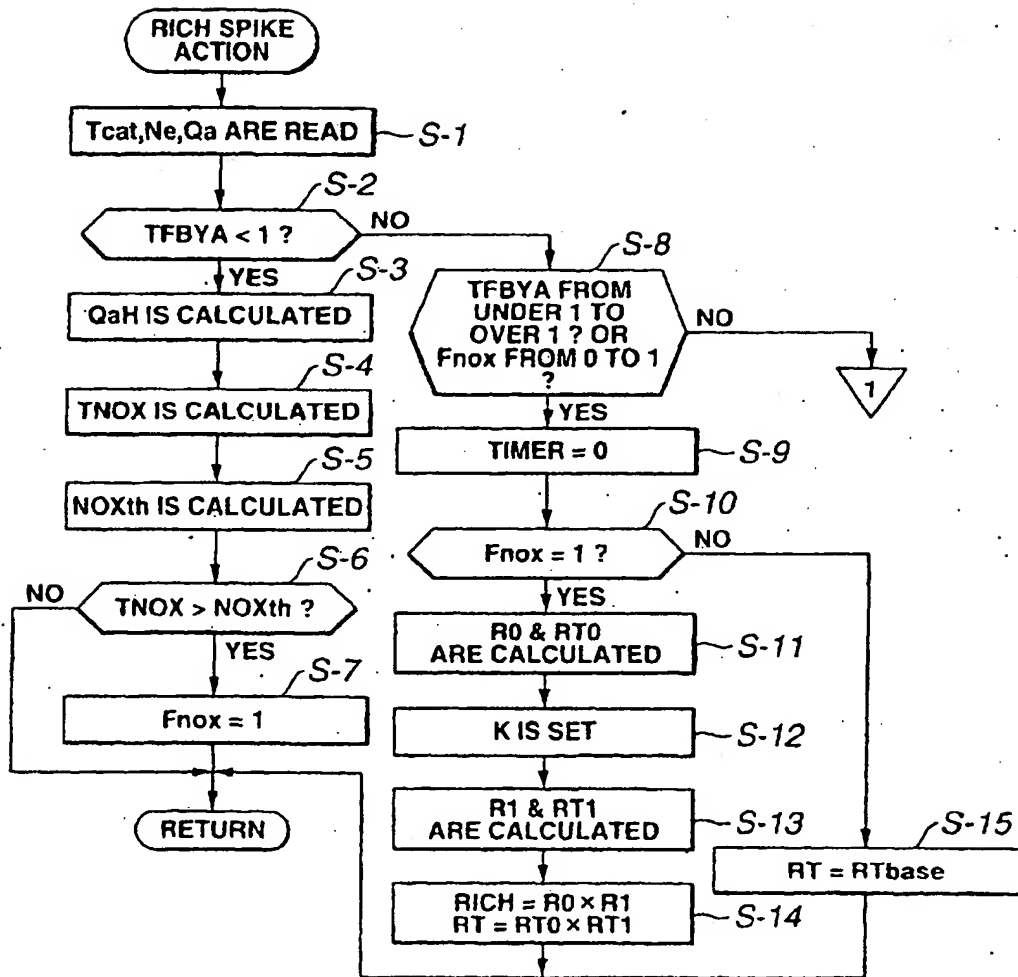 RICH SPIKE
ACTION
Tcat,Ne,Qa ARE READ
S-1
S-2
TFBYA < 1 ?
NO
YES
S-3
QaH IS CALCULATED
S-4
TNOX IS CALCULATED
S-5
NOXth IS CALCULATED
S-6
NO
TNOX > NOXth ?
YES
S-7
Fnox = 1
RETURN
S-8
TFBYA FROM
UNDER 1 TO
OVER 1 ? OR
Fnox FROM 0 TO 1
?
NO
1
YES
TIMER = 0
S-9
S-10
Fnox = 1 ?
NO
YES
R0 & RT0
ARE CALCULATED
S-11
K IS SET
S-12
R1 & RT1
ARE CALCULATED
S-13
RICH = R0 × R1
RT = RT0 × RT1
S-14
S-15
RT = RTbase